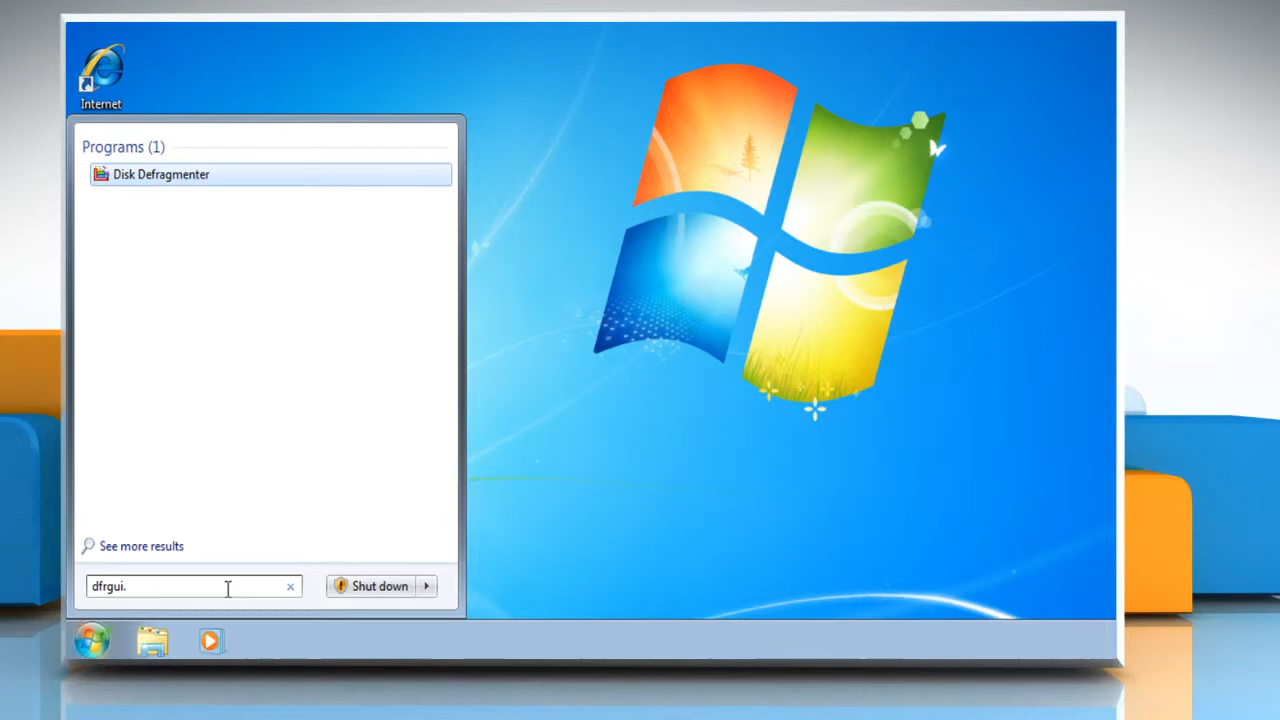 Internet
Programs (1)
Disk Defragmenter
See more results
dfrgui.
Shut down